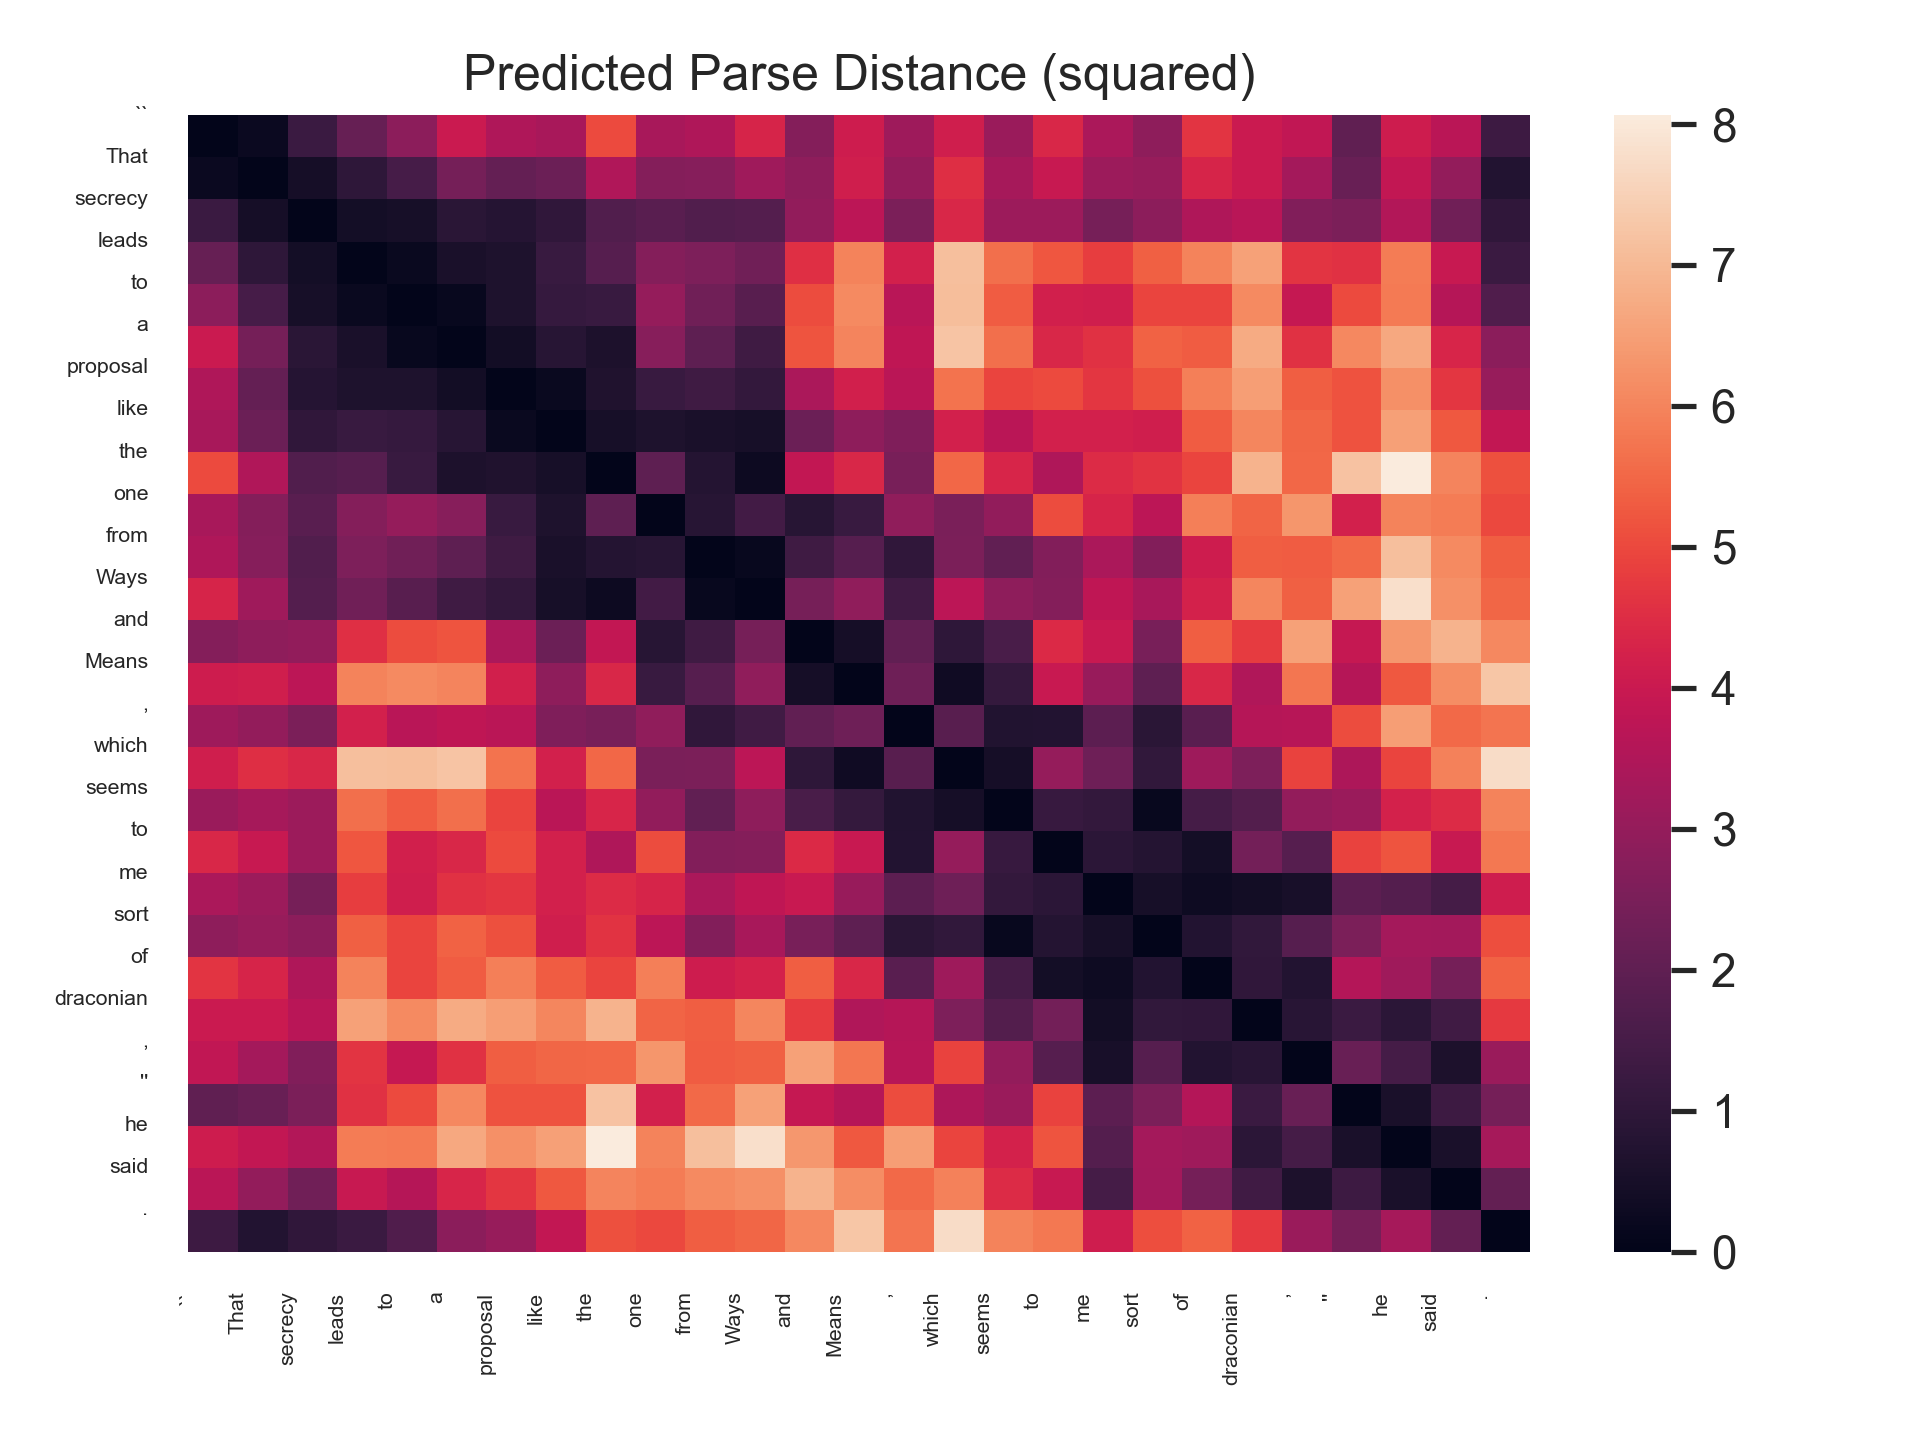 Predicted Parse Distance (squared)
``
That
secrecy
leads
to
a
proposal
like
the
one
from
Ways
and
Means
,
which
seems
to
me
sort
of
draconian
,
''
he
said
.
8
7
6
5
4
3
2
1
0
``
That
secrecy
leads
to
a
proposal
like
the
one
from
Ways
and
Means
,
which
seems
to
me
sort
of
draconian
,
''
he
said
.